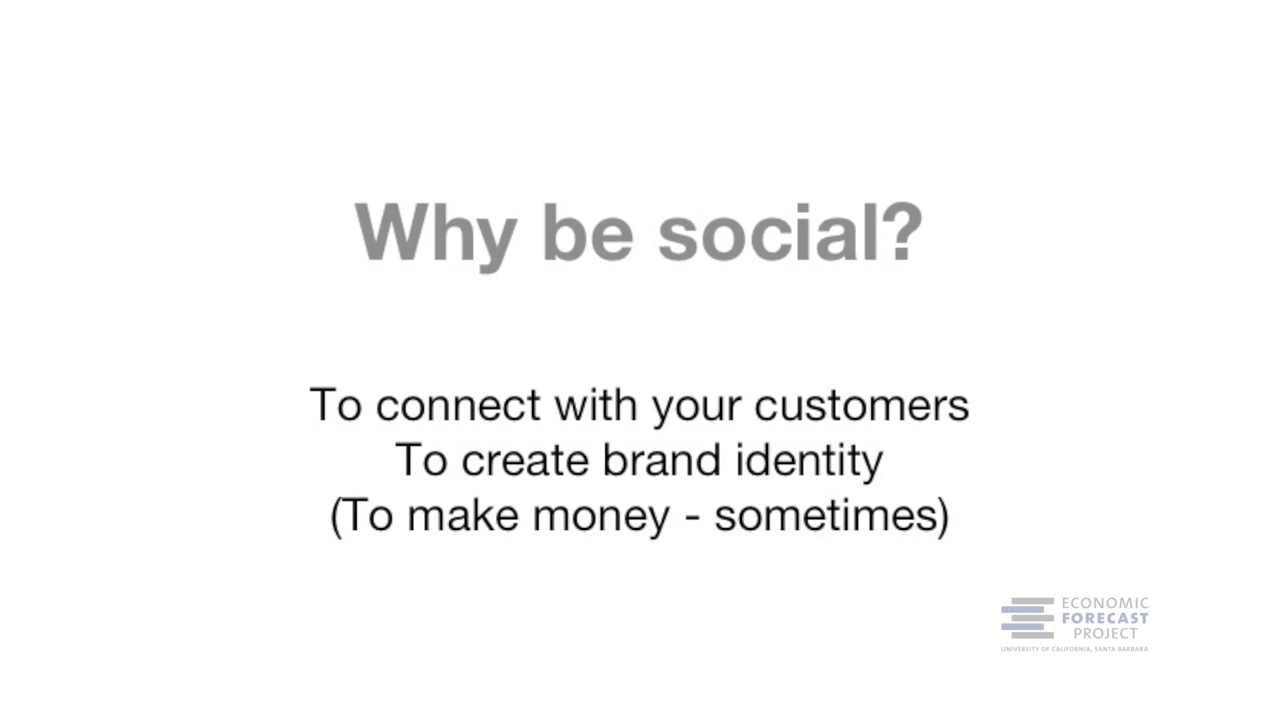 Why be social?
To connect with your customers
To create brand identity
(To make money - sometimes)
ECONOMIC
FORECAST
PROJECT
UNIVERSITY OF CALIFORNIA, SANTA BARBARA